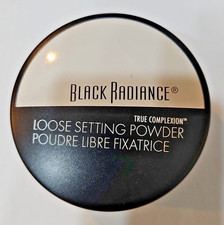 BLACK RADIANCE®
TRUE COMPLEXION™
LOOSE SETTING POWDER
POUDRE LIBRE FIXATRICE